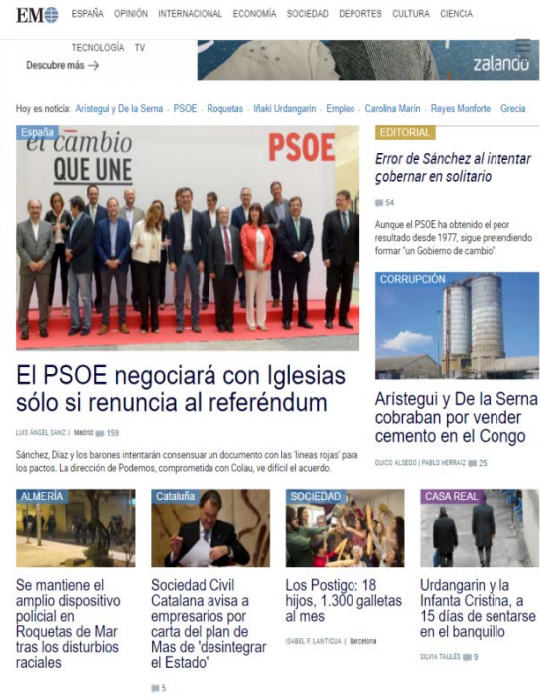 EM
ESPAÑA OPINIÓN INTERNACIONAL ECONOMÍA SOCIEDAD DEPORTES CULTURA CIENCIA
TECNOLOGÍA TV
Descubre más →
zalando
Hoy es noticia: Arístegui y De la Serna - PSOE - Roquetas - Iñaki Urdangarin - Empleo - Carolina Marín - Reyes Monforte - Grecia
España
el cambio
QUE UNE
PSOE
El PSOE negociará con Iglesias
sólo si renuncia al referéndum
LUIS ÁNGEL SANZ | Madrid 159
Sánchez, Díaz y los barones intentarán consensuar un documento con las 'líneas rojas' para
los pactos. La dirección de Podemos, comprometida con Colau, ve difícil el acuerdo.
EDITORIAL
Error de Sánchez al intentar
gobernar en solitario
54
Aunque el PSOE ha obtenido el peor
resultado desde 1977, sigue prentendiendo
formar "un Gobierno de cambio"
CORRUPCIÓN
Arístegui y De la Serna
cobraban por vender
cemento en el Congo
QUICO ALSEDO | PABLO HERRAIZ 25
ALMERÍA
Se mantiene el
amplio dispositivo
policial en
Roquetas de Mar
tras los disturbios
raciales
Cataluña
Sociedad Civil
Catalana avisa a
empresarios por
carta del plan de
Mas de 'desintegrar
el Estado'
5
SOCIEDAD
Los Postigo: 18
hijos, 1.300 galletas
al mes
ISABEL F. LANTIGUA | Barcelona
CASA REAL
Urdangarin y la
Infanta Cristina, a
15 días de sentarse
en el banquillo
SILVIA TAULÉS 9